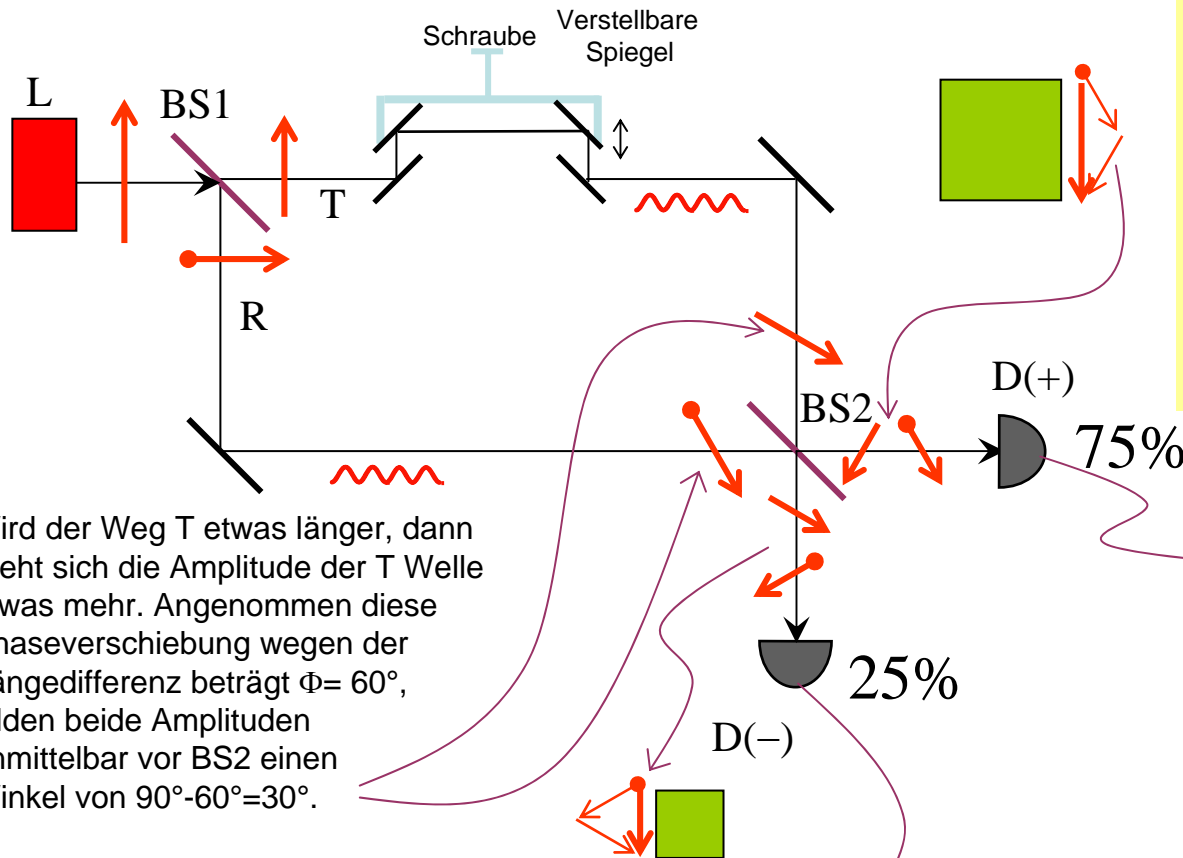 Schraube
Verstellbare
Spiegel
L
BS1
T
R
D(+)
BS2
75%
ird der Weg T etwas länger, dann
eht sich die Amplitude der T Welle
was mehr. Angenommen diese
haseverschiebung wegen der
ängedifferenz beträgt Φ= 60°,
lden beide Amplituden
nmittelbar vor BS2 einen
inkel von 90°-60°=30°.
25%
D(−)